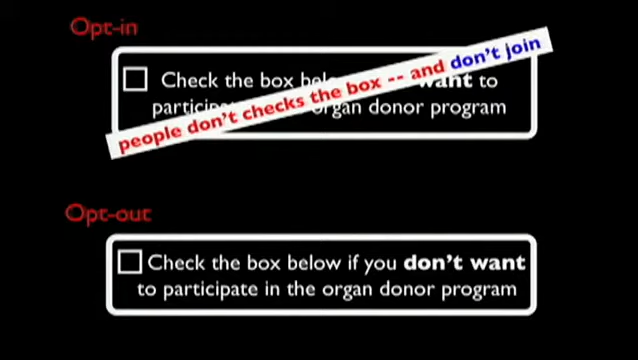 Opt-in
Check the box bel want to
particip organ donor program
people don't checks the box -- and don't join
Opt-out
Check the box below if you don't want
to participate in the organ donor program